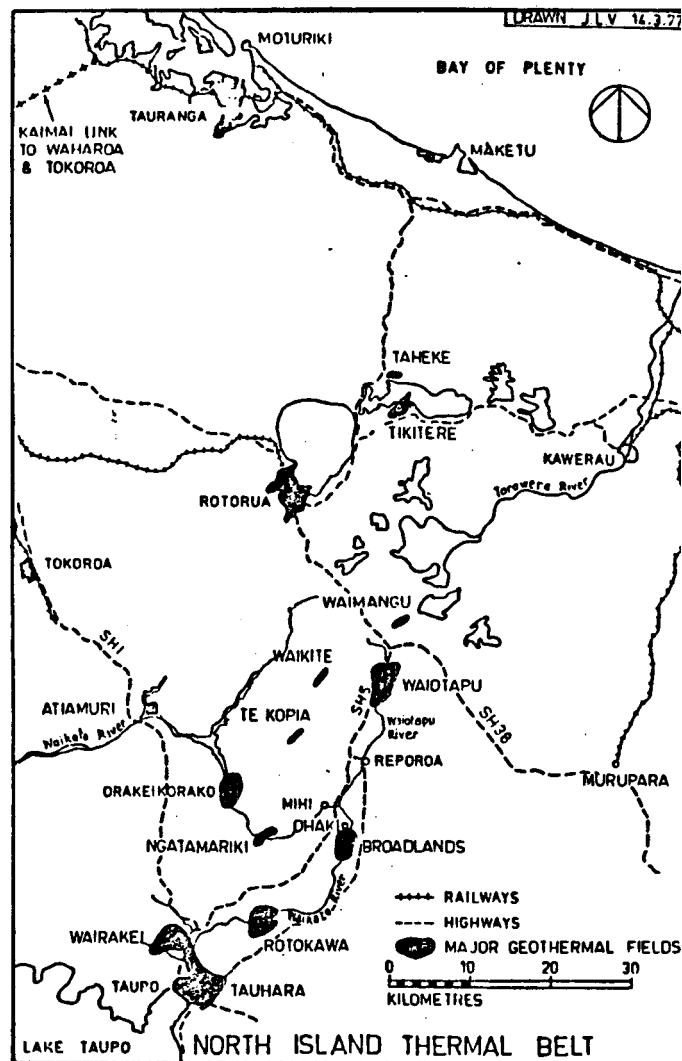 DRAWN J.L.V 14.3.77
MOTURIKI
BAY OF PLENTY
TAURANGA
KAIMAI LINK
TO WAHAROA
& TOKOROA
MAKETU
TAHEKE
TIKITERE
KAWERAU
ROTORUA
Tarawera River
TOKOROA
WAIMANGU
SH1
WAIKITE
WAIOTAPU
ATIAMURI
TE KOPIA
SH5
Waiotapu
River
SH38
Waikato River
REPOROA
ORAKEIKORAKO
MURUPARA
MIHI
OHAKI
NGATAMARIKI
BROADLANDS
Waikato River
RAILWAYS
HIGHWAYS
WAIRAKEI
ROTOKAWA
MAJOR GEOTHERMAL FIELDS
0 10 20 30
KILOMETRES
TAUPO
TAUHARA
LAKE TAUPO
NORTH ISLAND THERMAL BELT